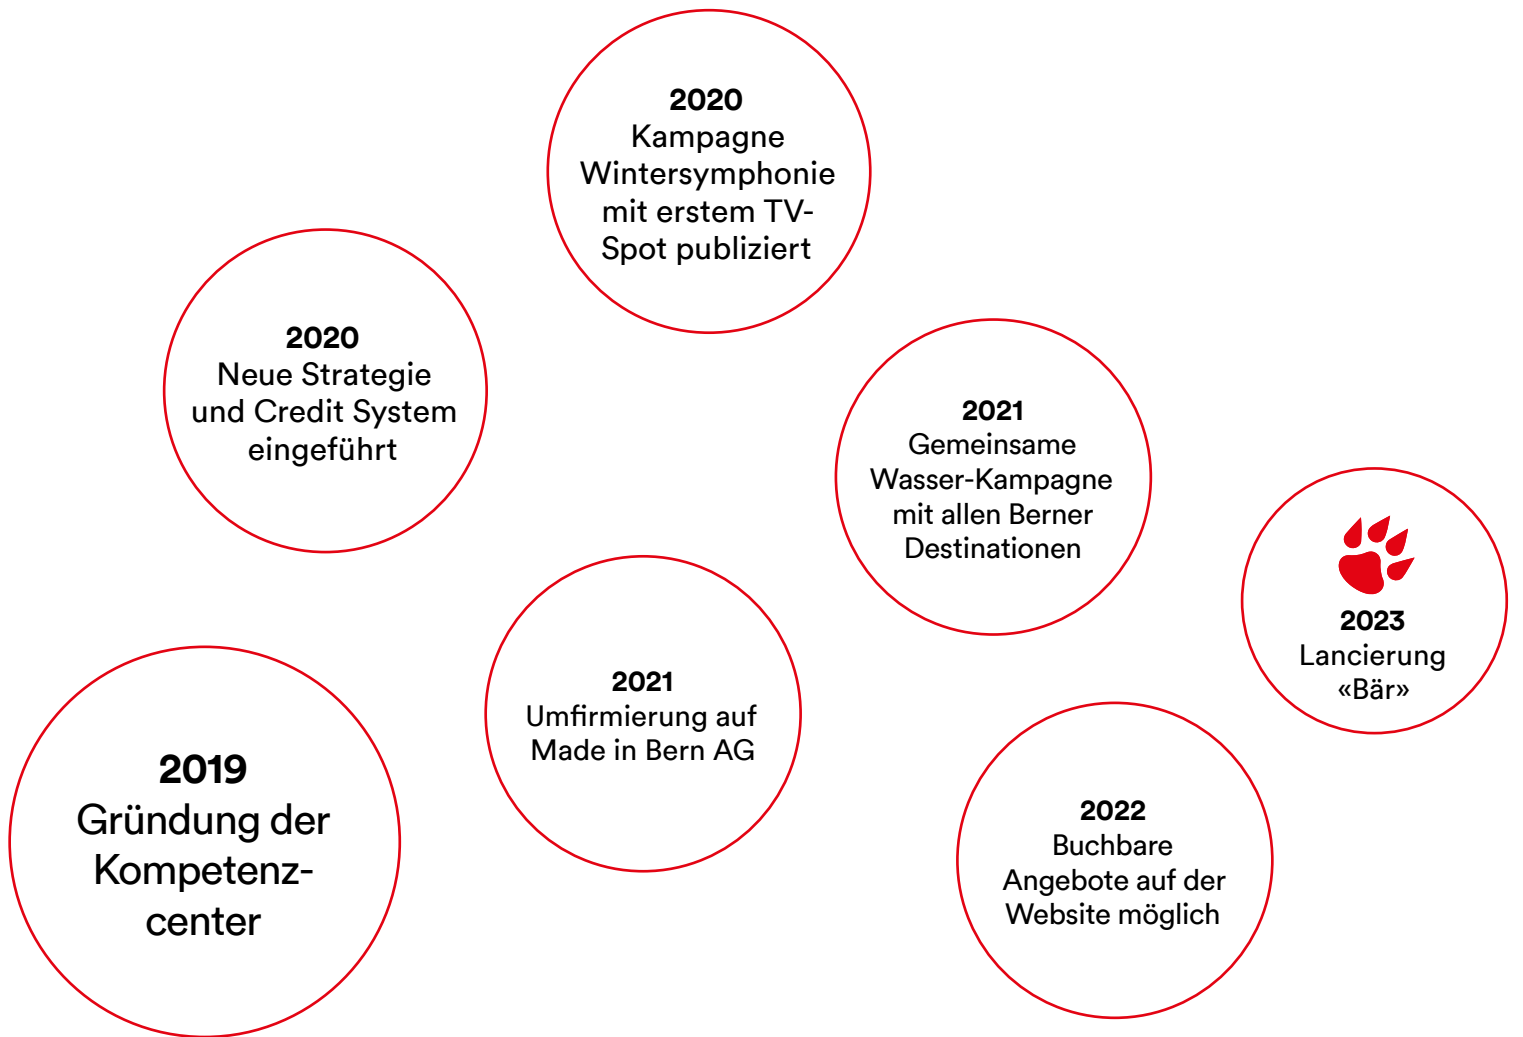 2020
Kampagne
Wintersymphonie
mit erstem TV-
Spot publiziert
2020
Neue Strategie
und Credit System
eingeführt
2021
Gemeinsame
Wasser-Kampagne
mit allen Berner
Destinationen
2023
Lancierung
«Bär»
2021
Umfirmierung auf
Made in Bern AG
2019
Gründung der
Kompetenz-
center
2022
Buchbare
Angebote auf der
Website möglich